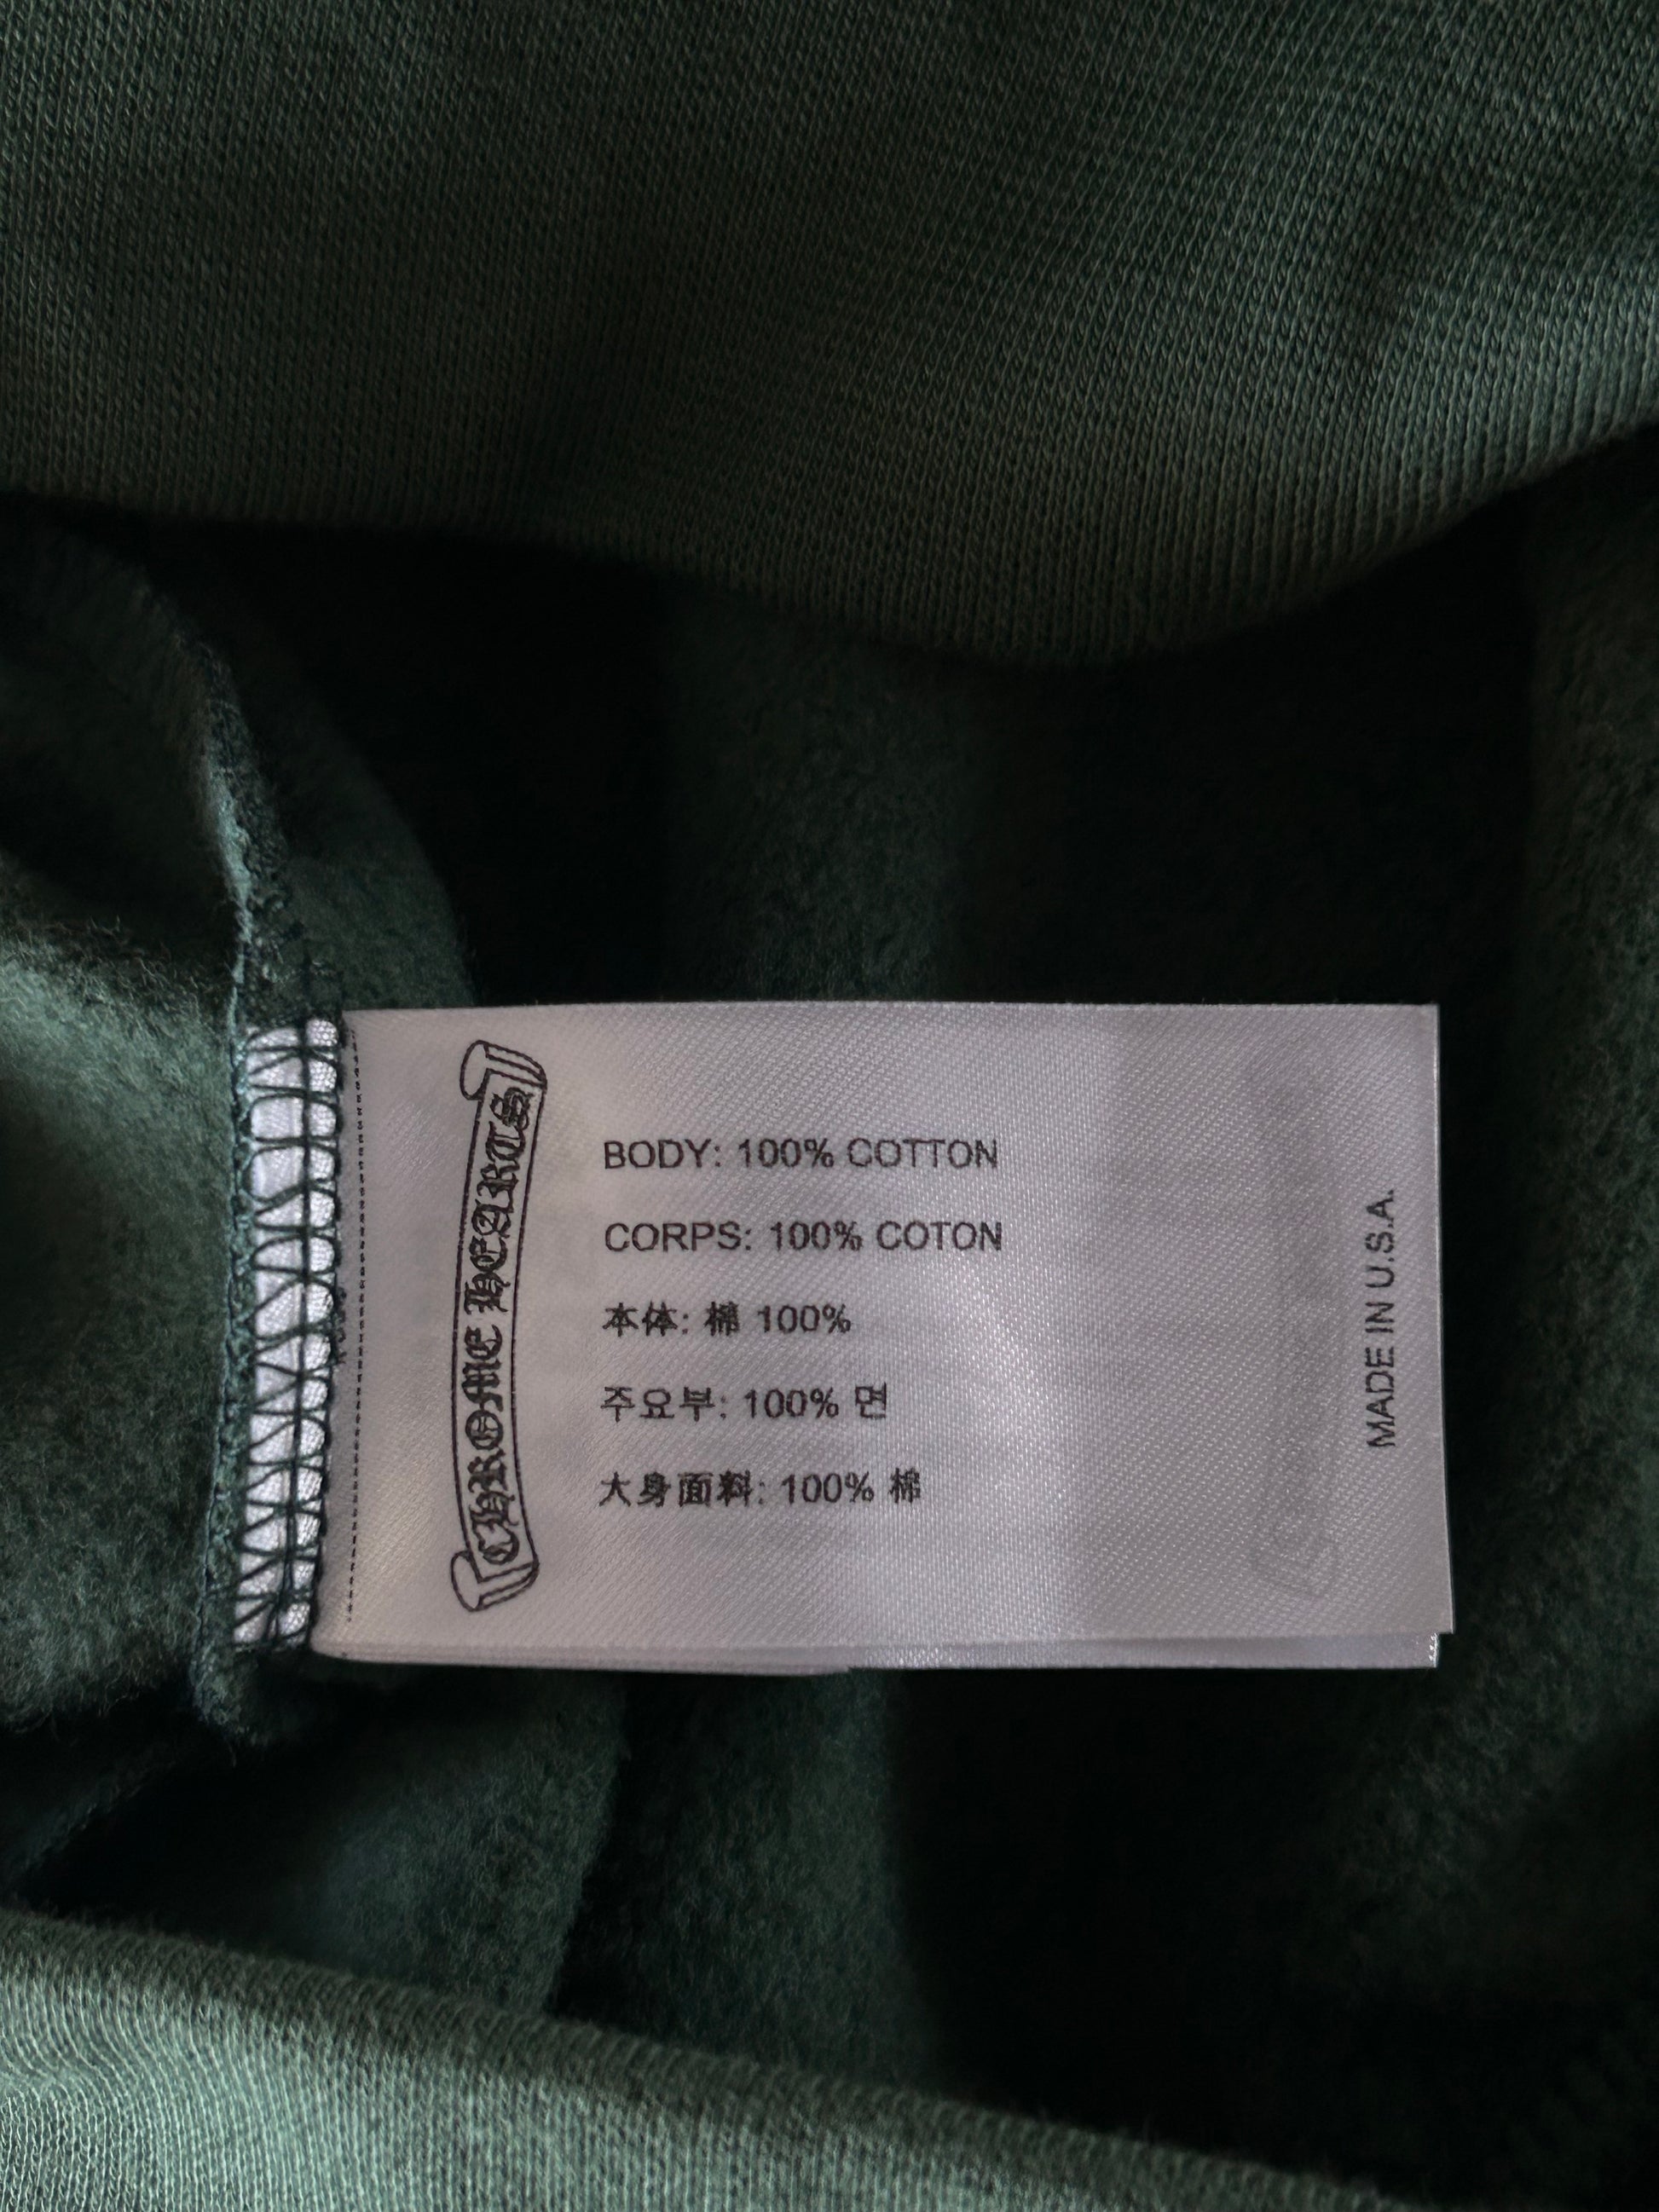 CHROME HEARTS
BODY: 100% COTTON
CORPS: 100% COTON
本体: 棉 100%
주요부: 100% 면
大身面料: 100% 棉
MADE IN U.S.A.